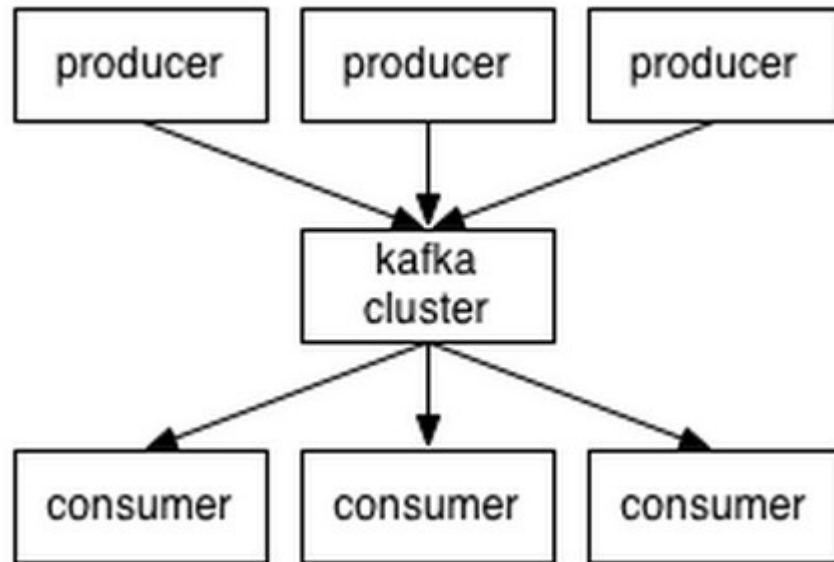 producer
producer
producer
kafka
cluster
consumer
consumer
consumer